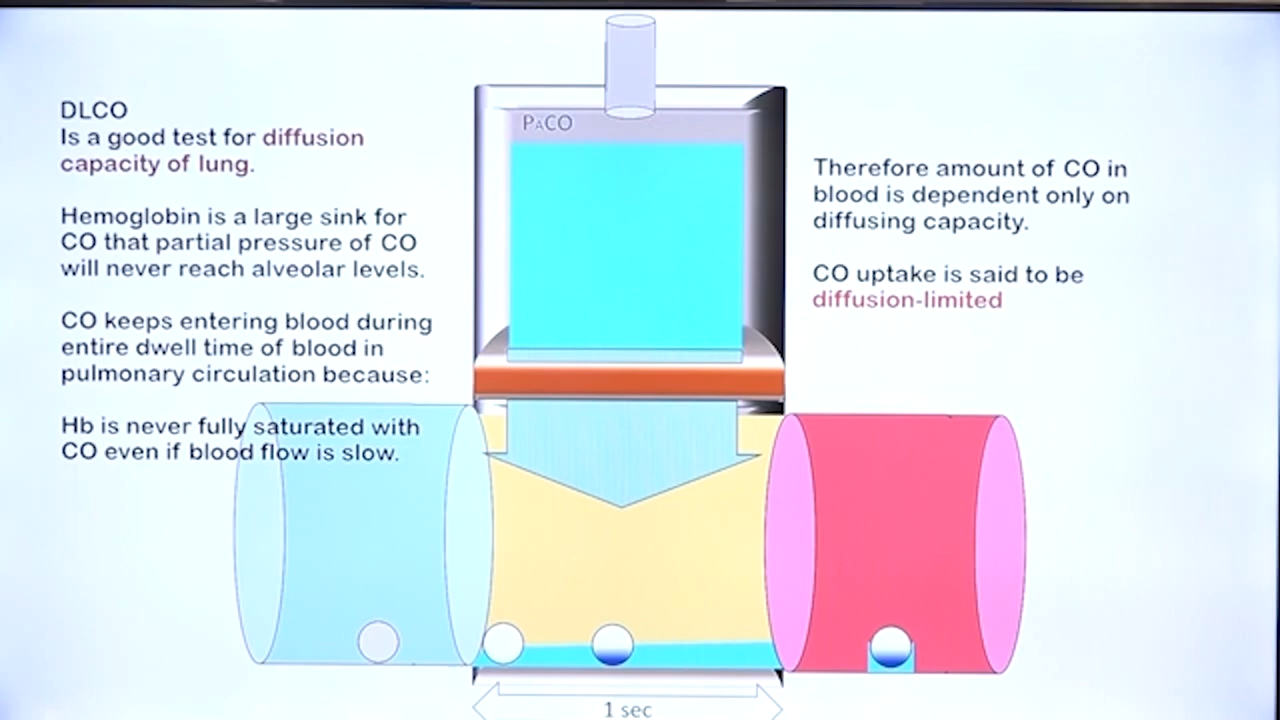 DLCO
Is a good test for diffusion
capacity of lung.
Hemoglobin is a large sink for
CO that partial pressure of CO
will never reach alveolar levels.
CO keeps entering blood during
entire dwell time of blood in
pulmonary circulation because:
Hb is never fully saturated with
CO even if blood flow is slow.
PACO
Therefore amount of CO in
blood is dependent only on
diffusing capacity.
CO uptake is said to be
diffusion-limited
1 sec